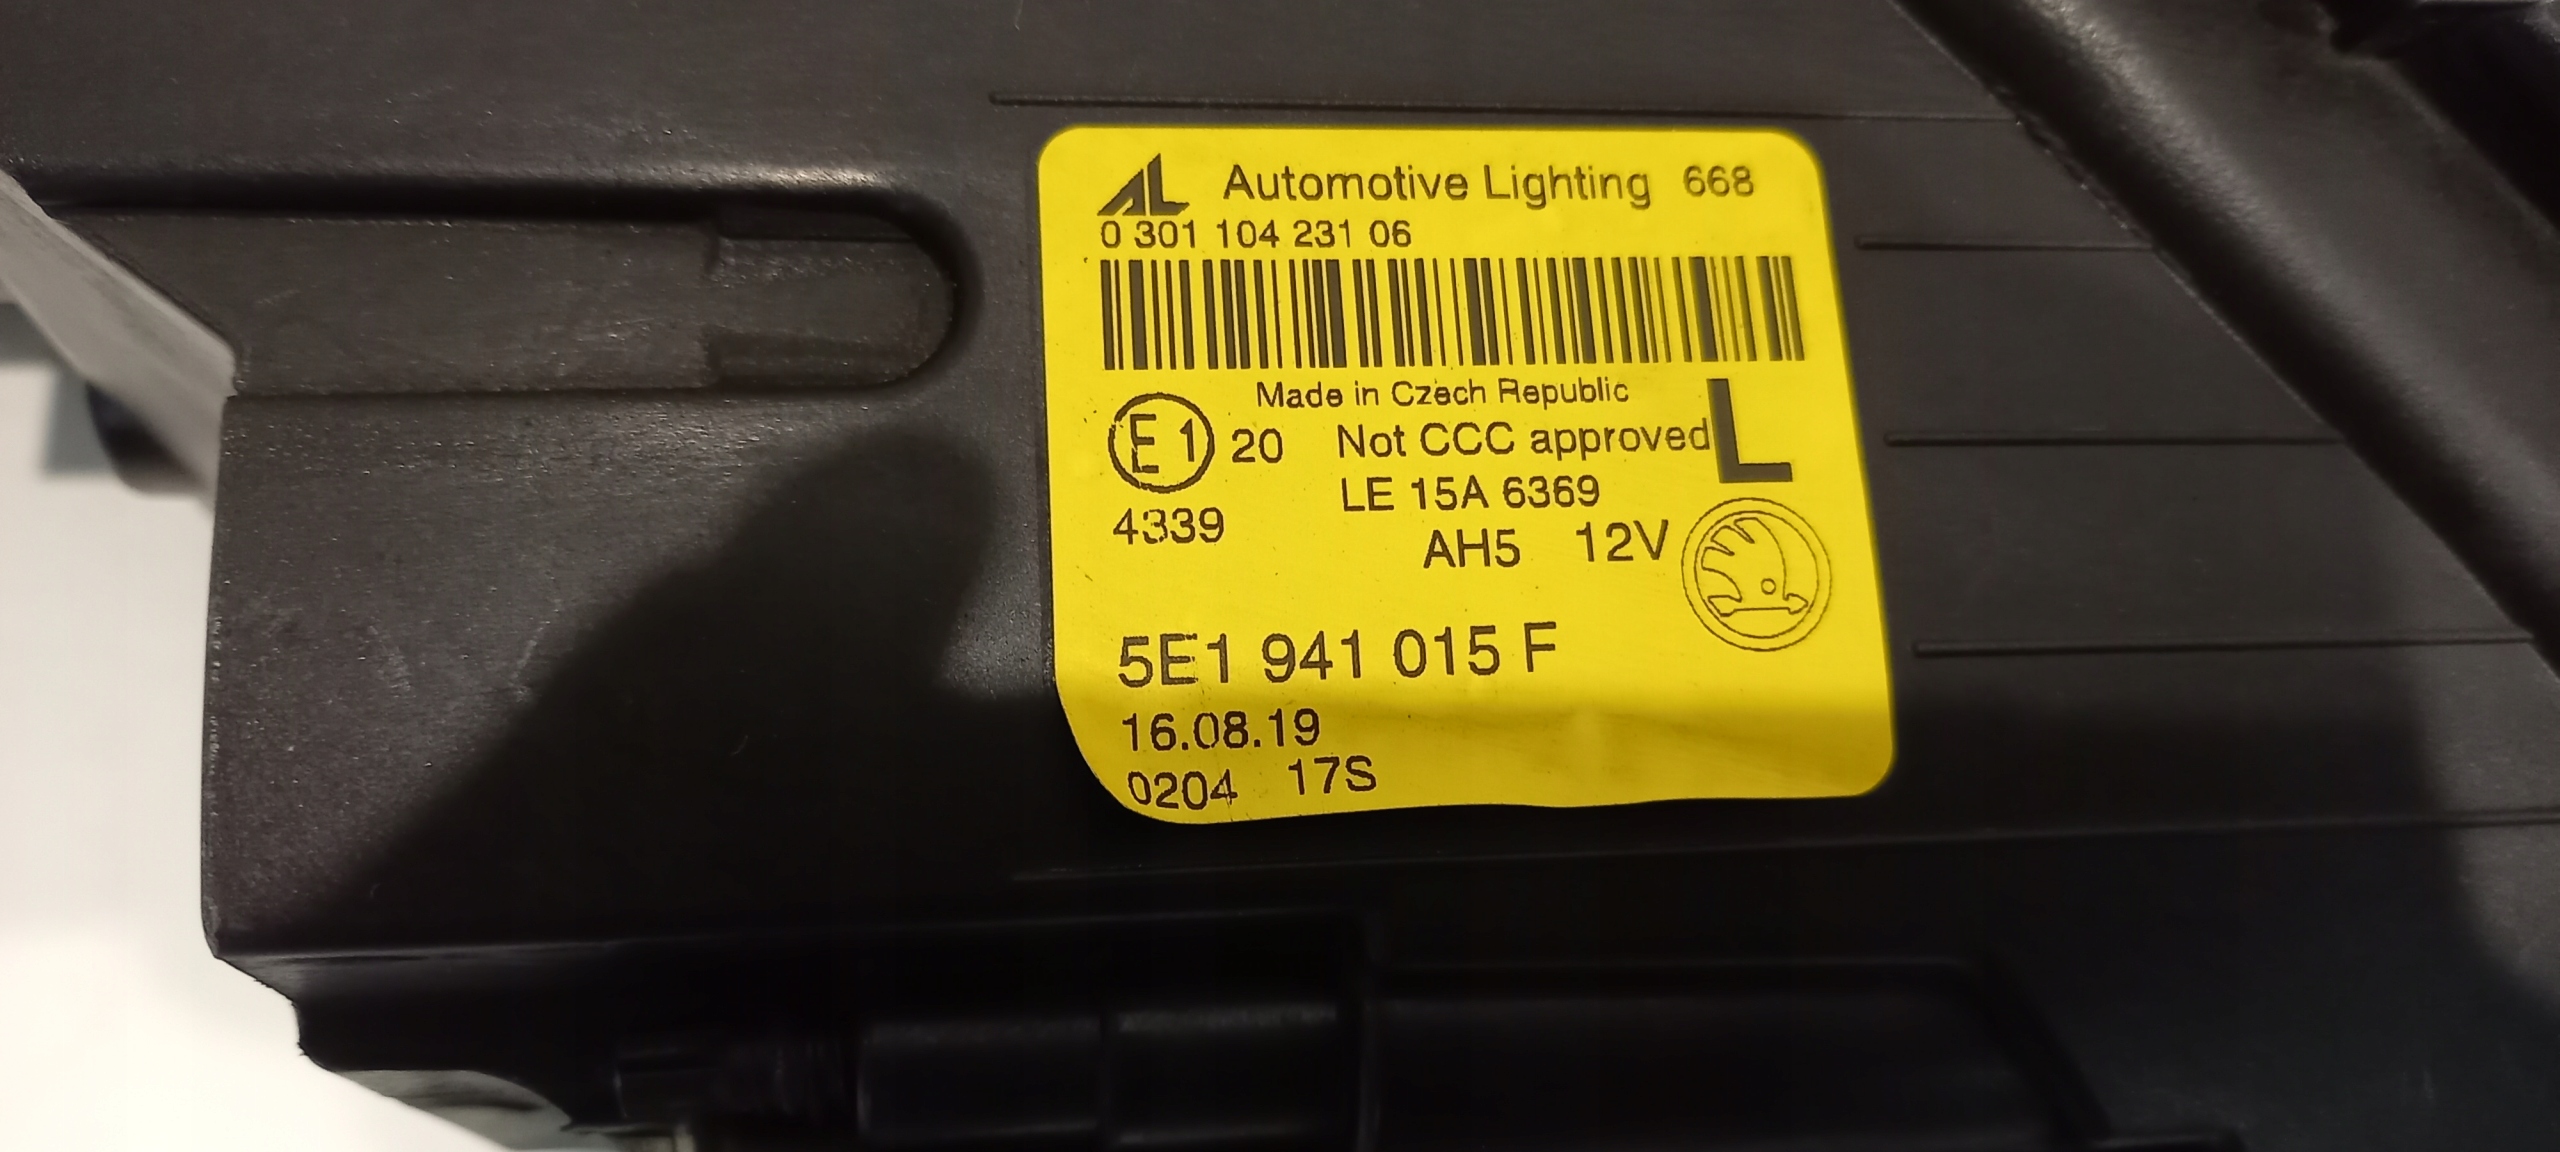 AL Automotive Lighting 668
0 301 104 231 06
Made in Czech Republic
E1 20 Not CCC approved L
LE 15A 6369
4339
AH5 12V
5E1 941 015 F
16.08.19
0204 17S